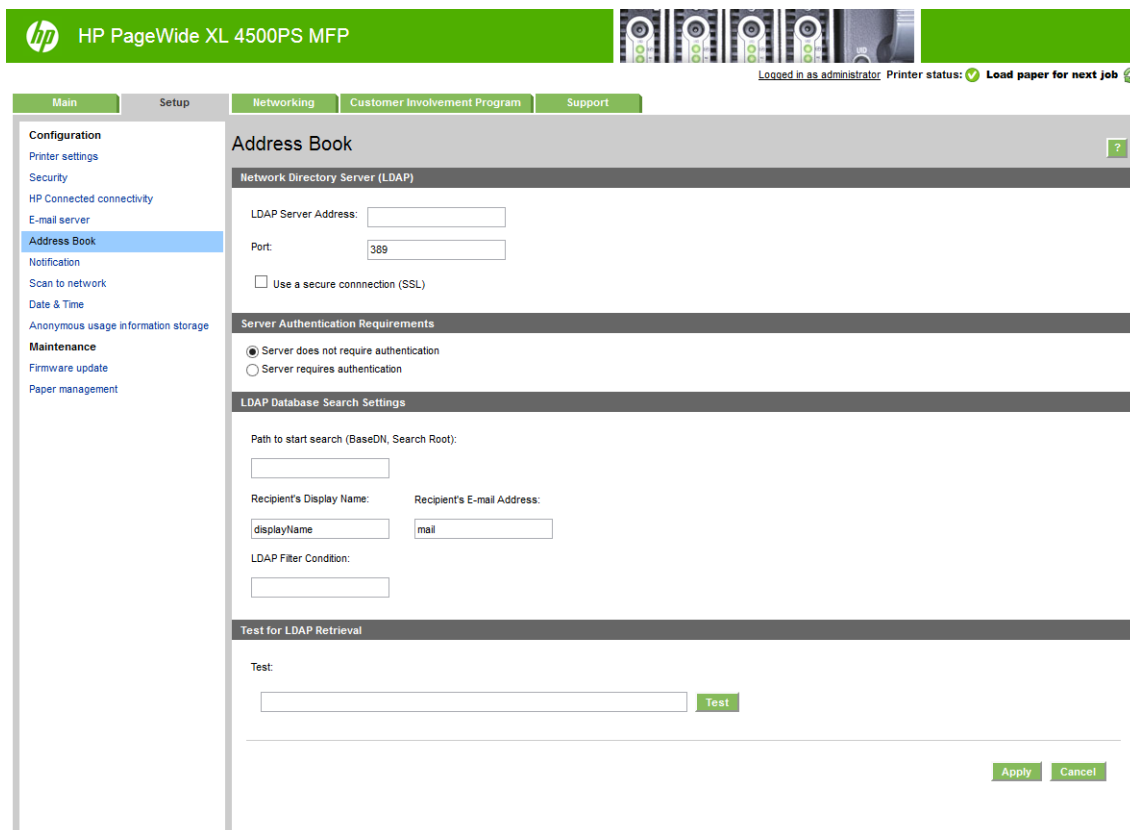 hp HP PageWide XL 4500PS MFP
UID
Logged in as administrator Printer status: Load paper for next job
Main Setup Networking Customer Involvement Program Support
Configuration
Printer settings
Security
HP Connected connectivity
E-mail server
Address Book
Notification
Scan to network
Date & Time
Anonymous usage information storage
Maintenance
Firmware update
Paper management
Address Book ?
Network Directory Server (LDAP)
LDAP Server Address:
Port: 389
Use a secure connnection (SSL)
Server Authentication Requirements
Server does not require authentication
Server requires authentication
LDAP Database Search Settings
Path to start search (BaseDN, Search Root):
Recipient's Display Name: Recipient's E-mail Address:
displayName mail
LDAP Filter Condition:
Test for LDAP Retrieval
Test:
Test
Apply Cancel